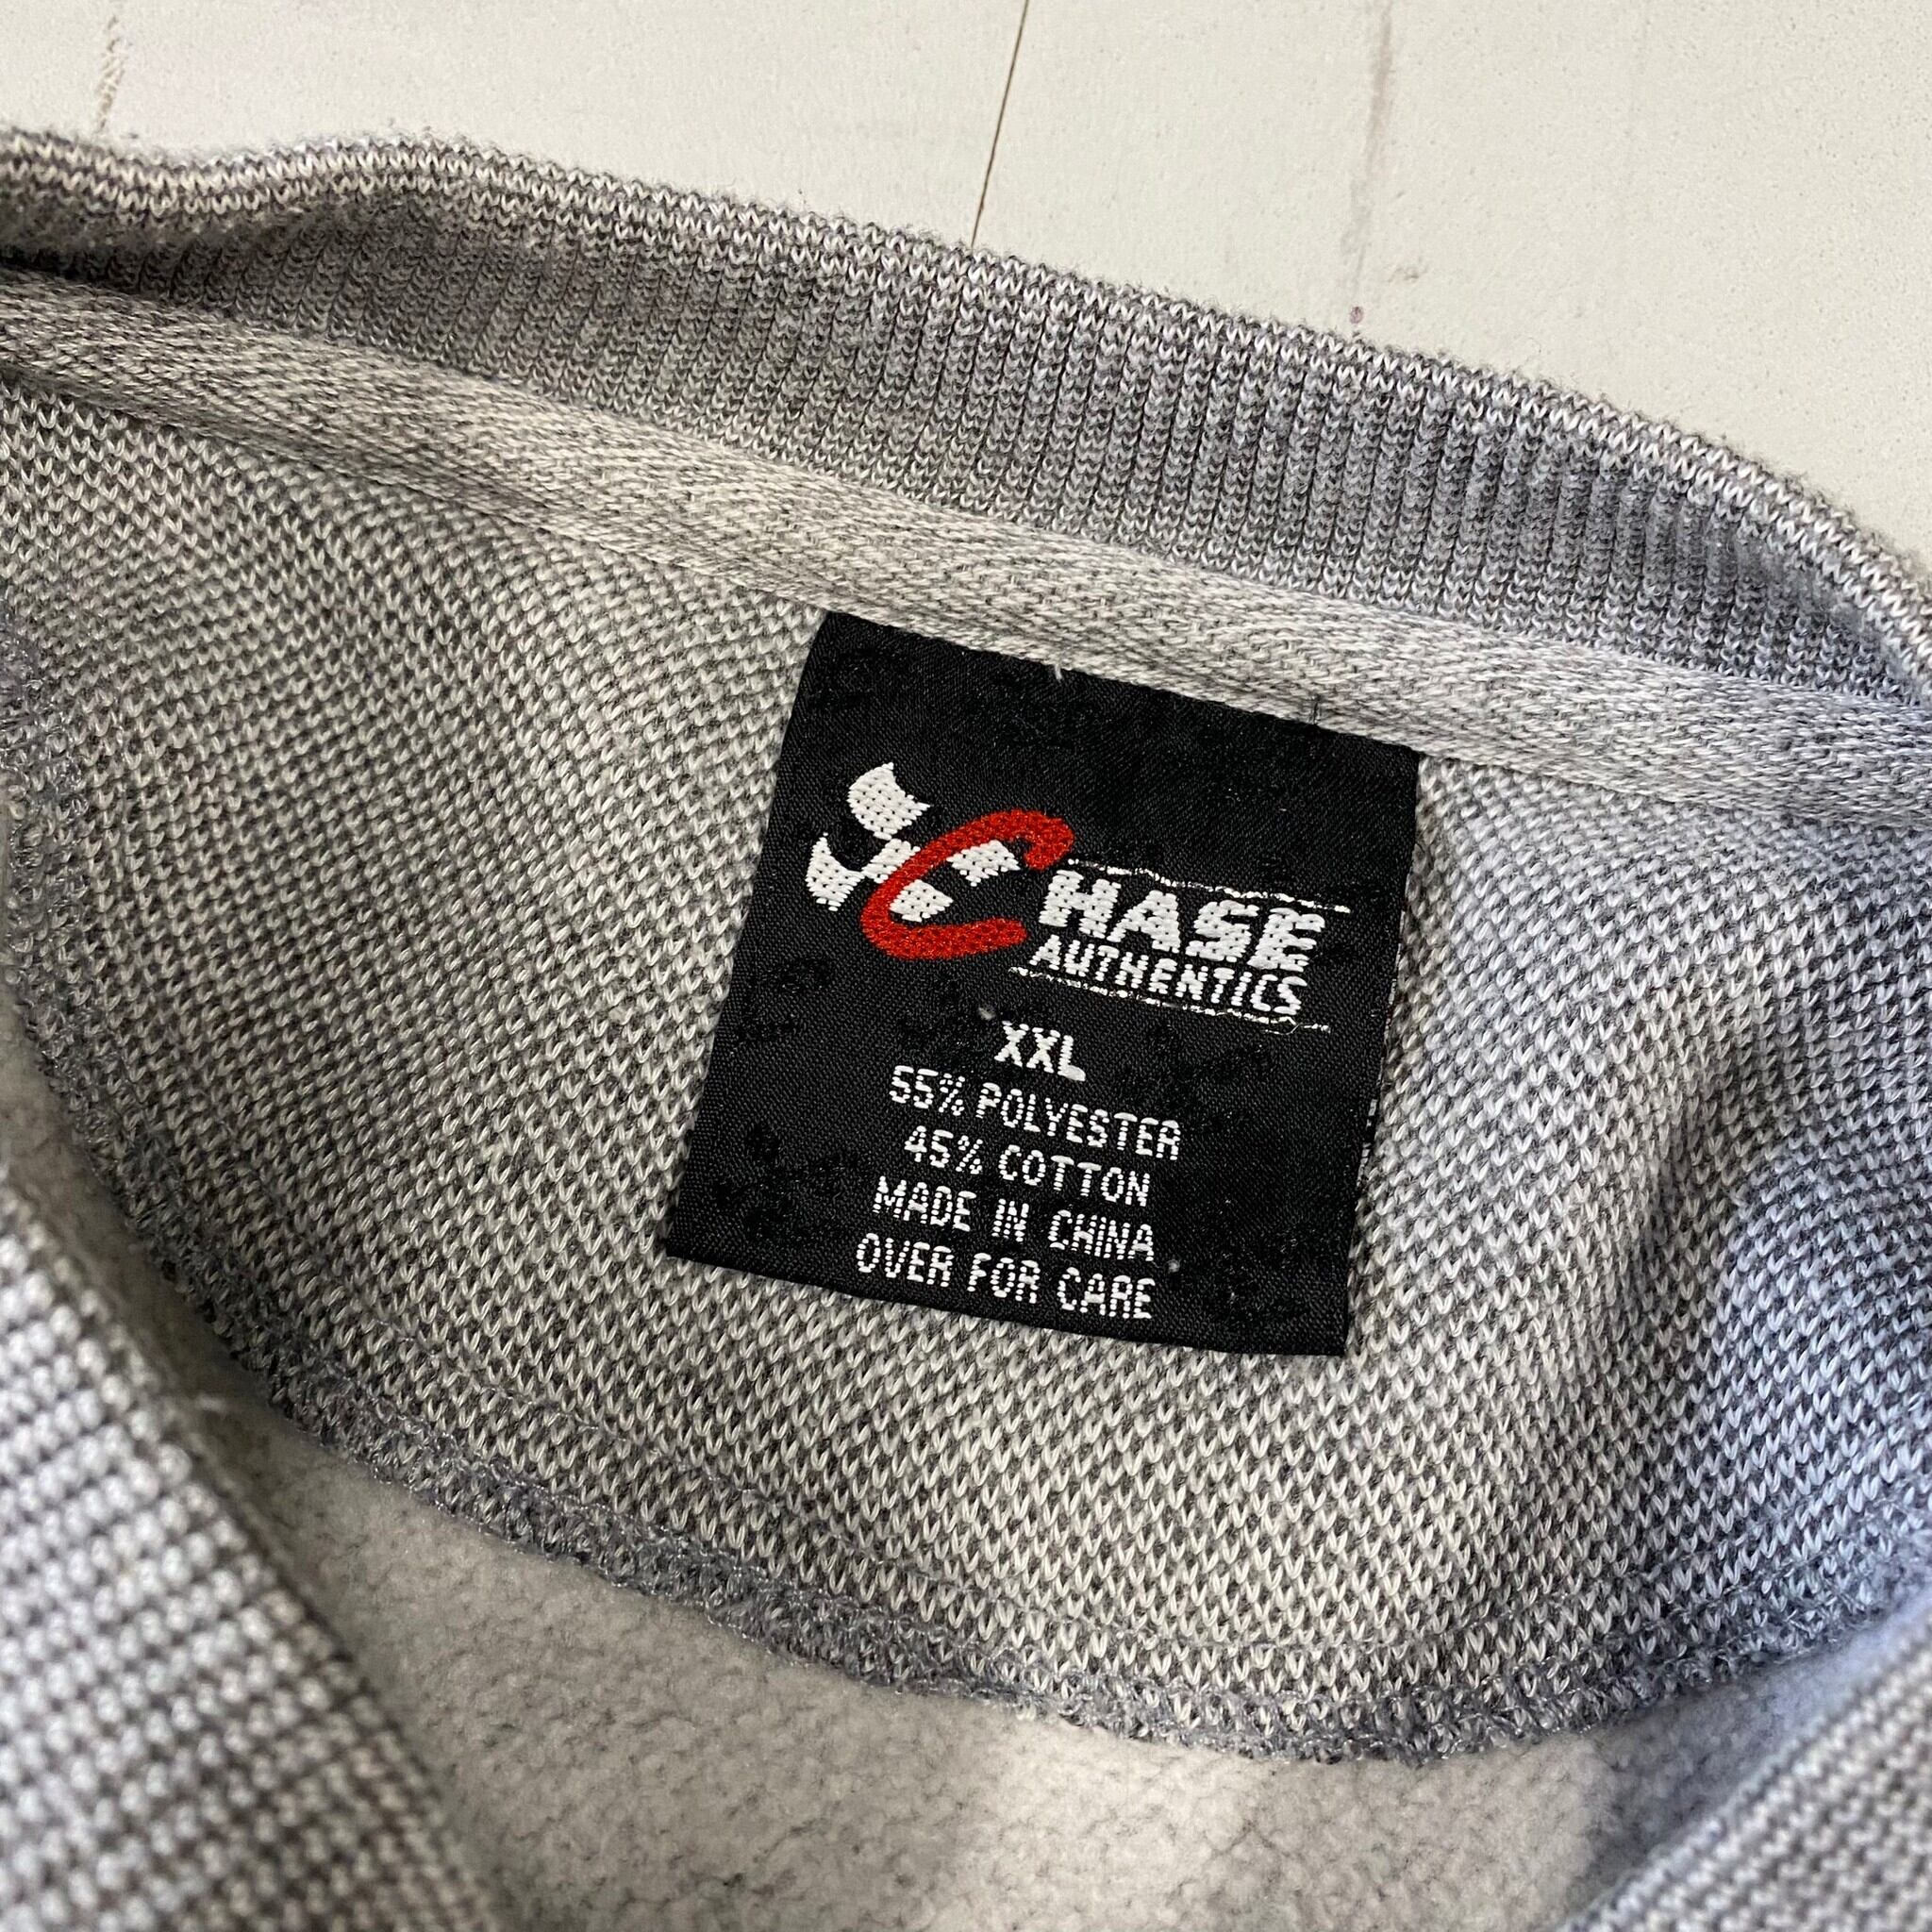 CHASE
AUTHENTICS
XXL
55% POLYESTER
45% COTTON
MADE IN CHINA
OVER FOR CARE